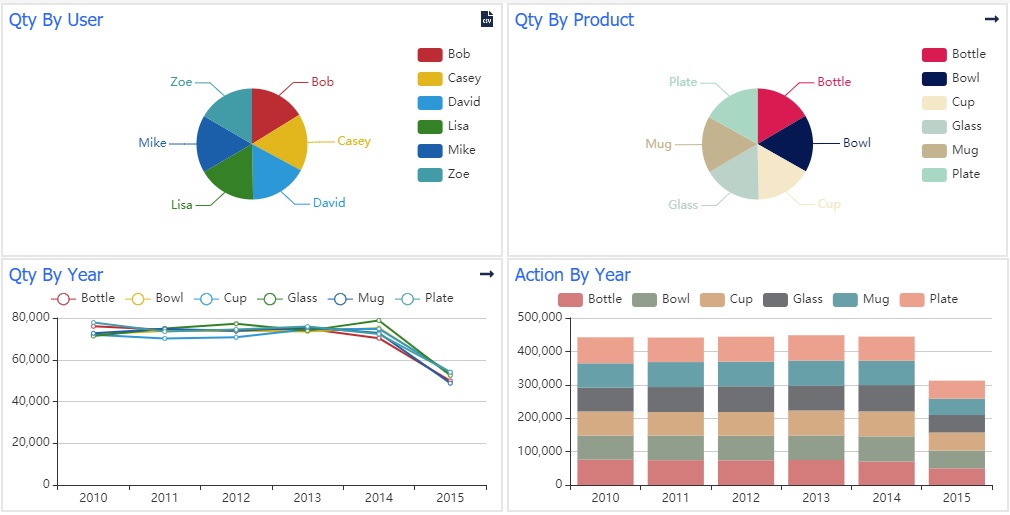 Qty By User
CSV
Zoe
Bob
Mike
Casey
Lisa
David
Bob
Casey
David
Lisa
Mike
Zoe
Qty By Product
Plate
Bottle
Mug
Bowl
Glass
Cup
Bottle
Bowl
Cup
Glass
Mug
Plate
Qty By Year
Bottle Bowl Cup Glass Mug Plate
80,000
60,000
40,000
20,000
0
2010 2011 2012 2013 2014 2015
Action By Year
Bottle Bowl Cup Glass Mug Plate
500,000
400,000
300,000
200,000
100,000
0
2010 2011 2012 2013 2014 2015